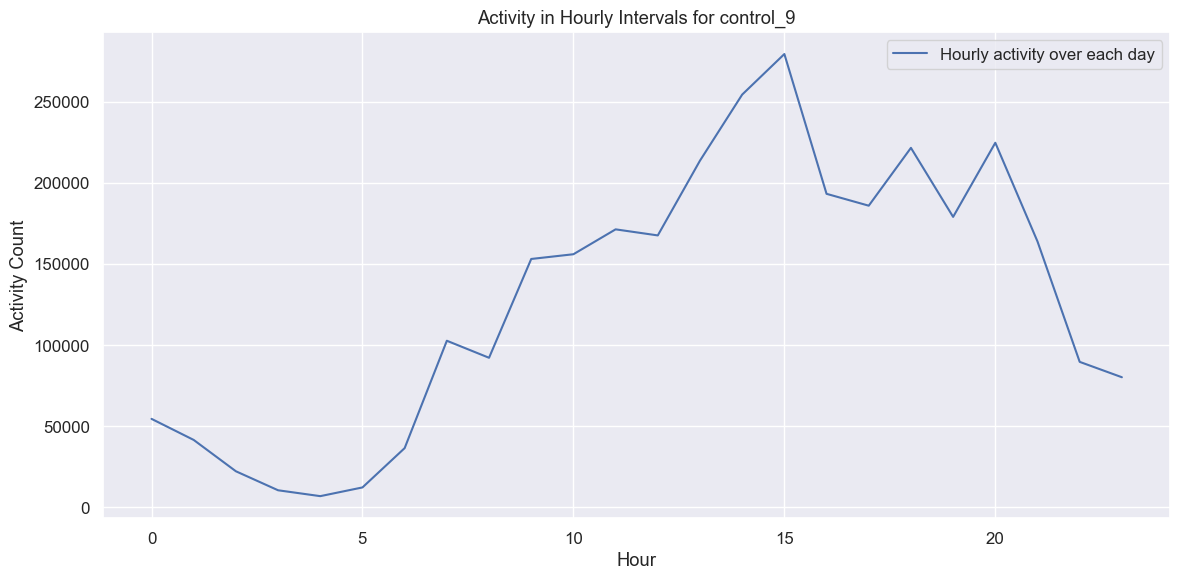 Activity in Hourly Intervals for control_9
Hourly activity over each day
Activity Count
250000
200000
150000
100000
50000
0
0 5 10 15 20
Hour